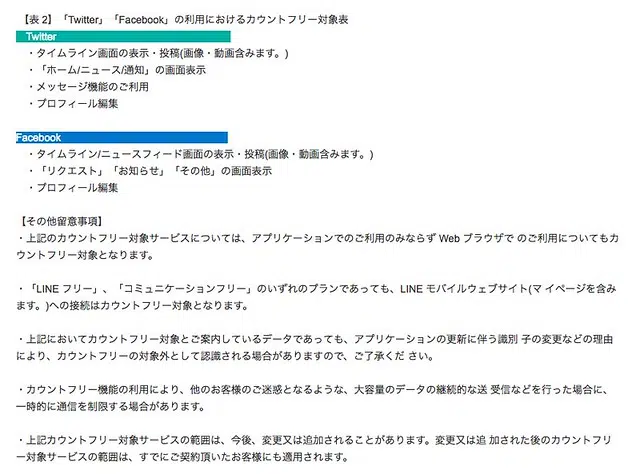 【表 2】「Twitter」「Facebook」の利用におけるカウントフリー対象表
Twitter
・タイムライン画面の表示・投稿(画像・動画含みます。)
・「ホーム/ニュース/通知」の画面表示
・メッセージ機能のご利用
・プロフィール編集
Facebook
・タイムライン/ニュースフィード画面の表示・投稿(画像・動画含みます。)
・「リクエスト」「お知らせ」「その他」の画面表示
・プロフィール編集
【その他留意事項】
・上記のカウントフリー対象サービスについては、アプリケーションでのご利用のみならず Web ブラウザで のご利用についてもカ
ウントフリー対象となります。
・「LINE フリー」、「コミュニケーションフリー」のいずれのプランであっても、LINE モバイルウェブサイト(マ イページを含み
ます。)への接続はカウントフリー対象となります。
・上記においてカウントフリー対象とご案内しているデータであっても、アプリケーションの更新に伴う識別 子の変更などの理由
により、カウントフリーの対象外として認識される場合がありますので、ご了承くだ さい。
・カウントフリー機能の利用により、他のお客様のご迷惑となるような、大容量のデータの継続的な送 受信などを行った場合に、
一時的に通信を制限する場合があります。
・上記カウントフリー対象サービスの範囲は、今後、変更又は追加されることがあります。変更又は追 加された後のカウントフリ
ー対象サービスの範囲は、すでにご契約頂いたお客様にも適用されます。